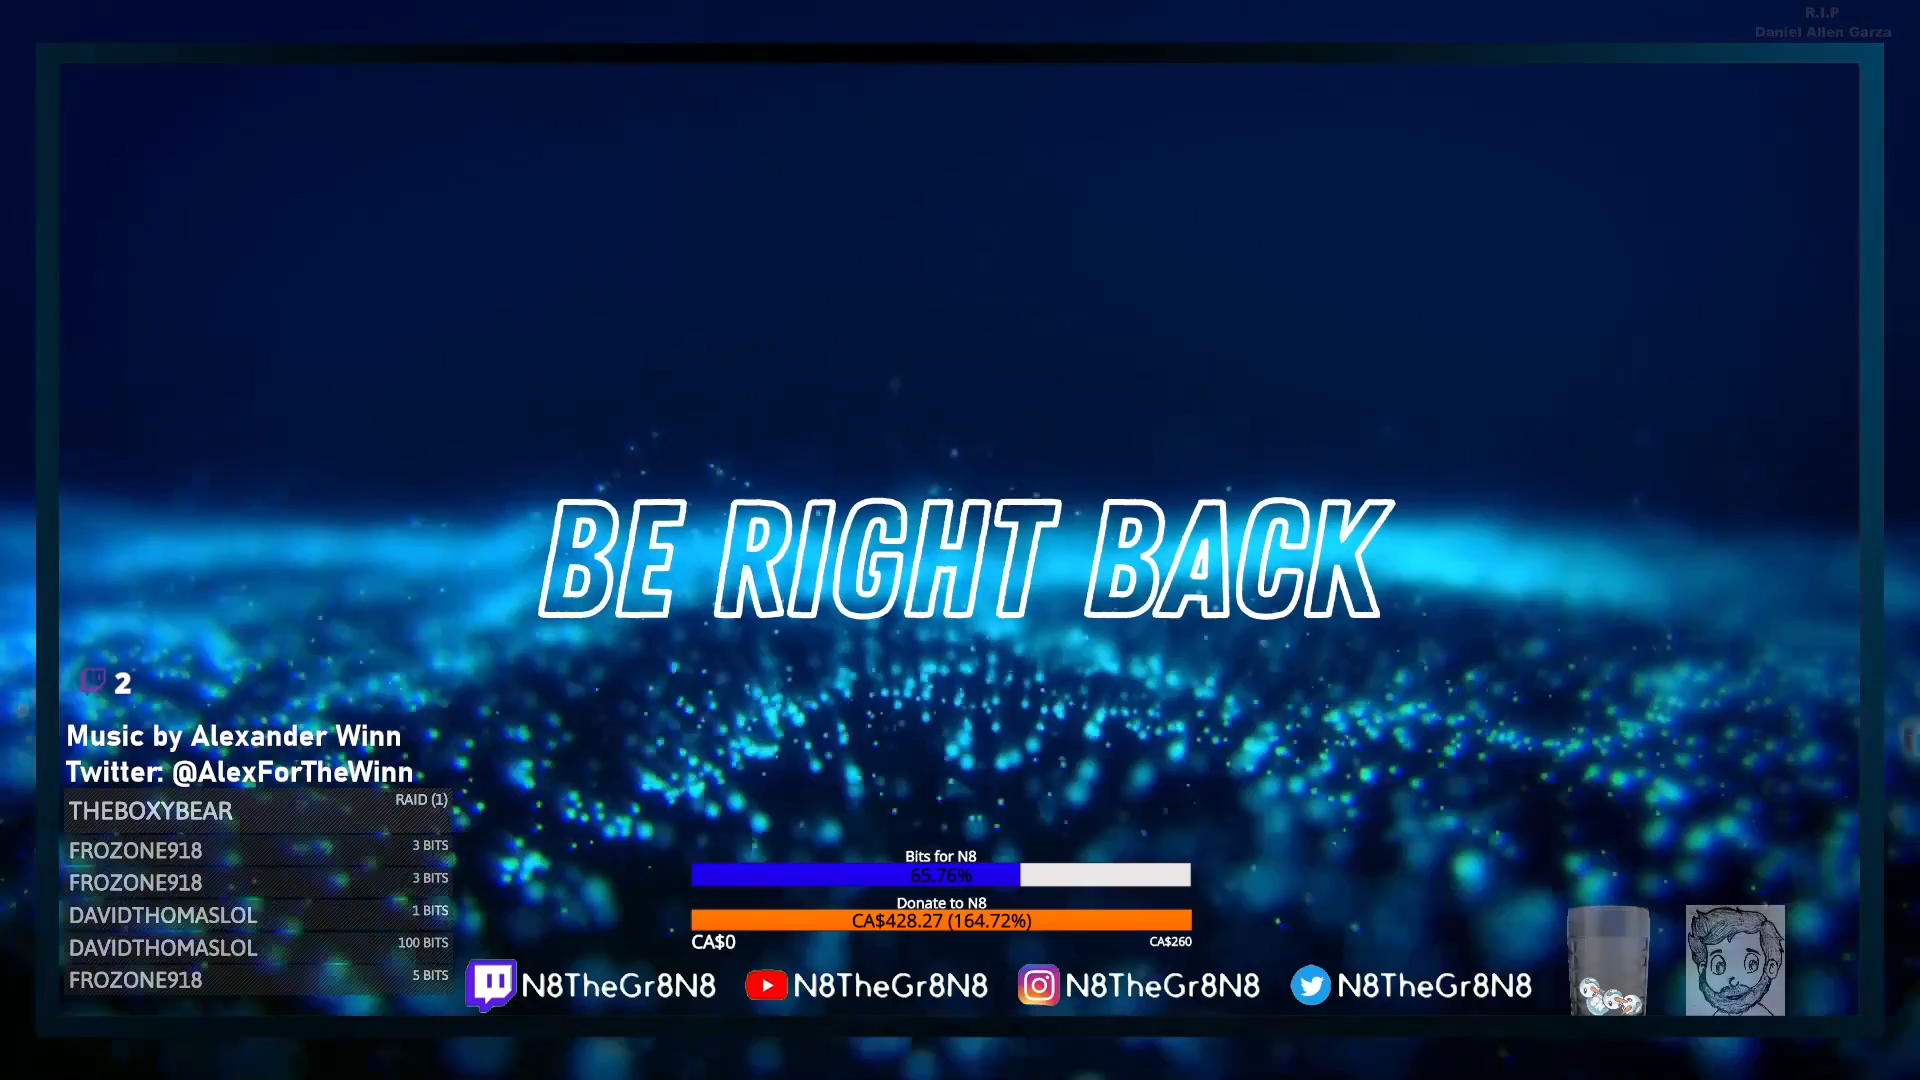 R.I.P
Daniel Allen Garza
BE RIGHT BACK
2
Music by Alexander Winn
Twitter: @AlexForTheWinn
THEBOXYBEAR RAID (1)
FROZONE918 3 BITS
FROZONE918 3 BITS
DAVIDTHOMASLOL 1 BITS
DAVIDTHOMASLOL 100 BITS
FROZONE918 5 BITS
Bits for N8
65.76%
Donate to N8
CA$428.27 (164.72%)
CA$0 CA$260
N8TheGr8N8 N8TheGr8N8 N8TheGr8N8 N8TheGr8N8